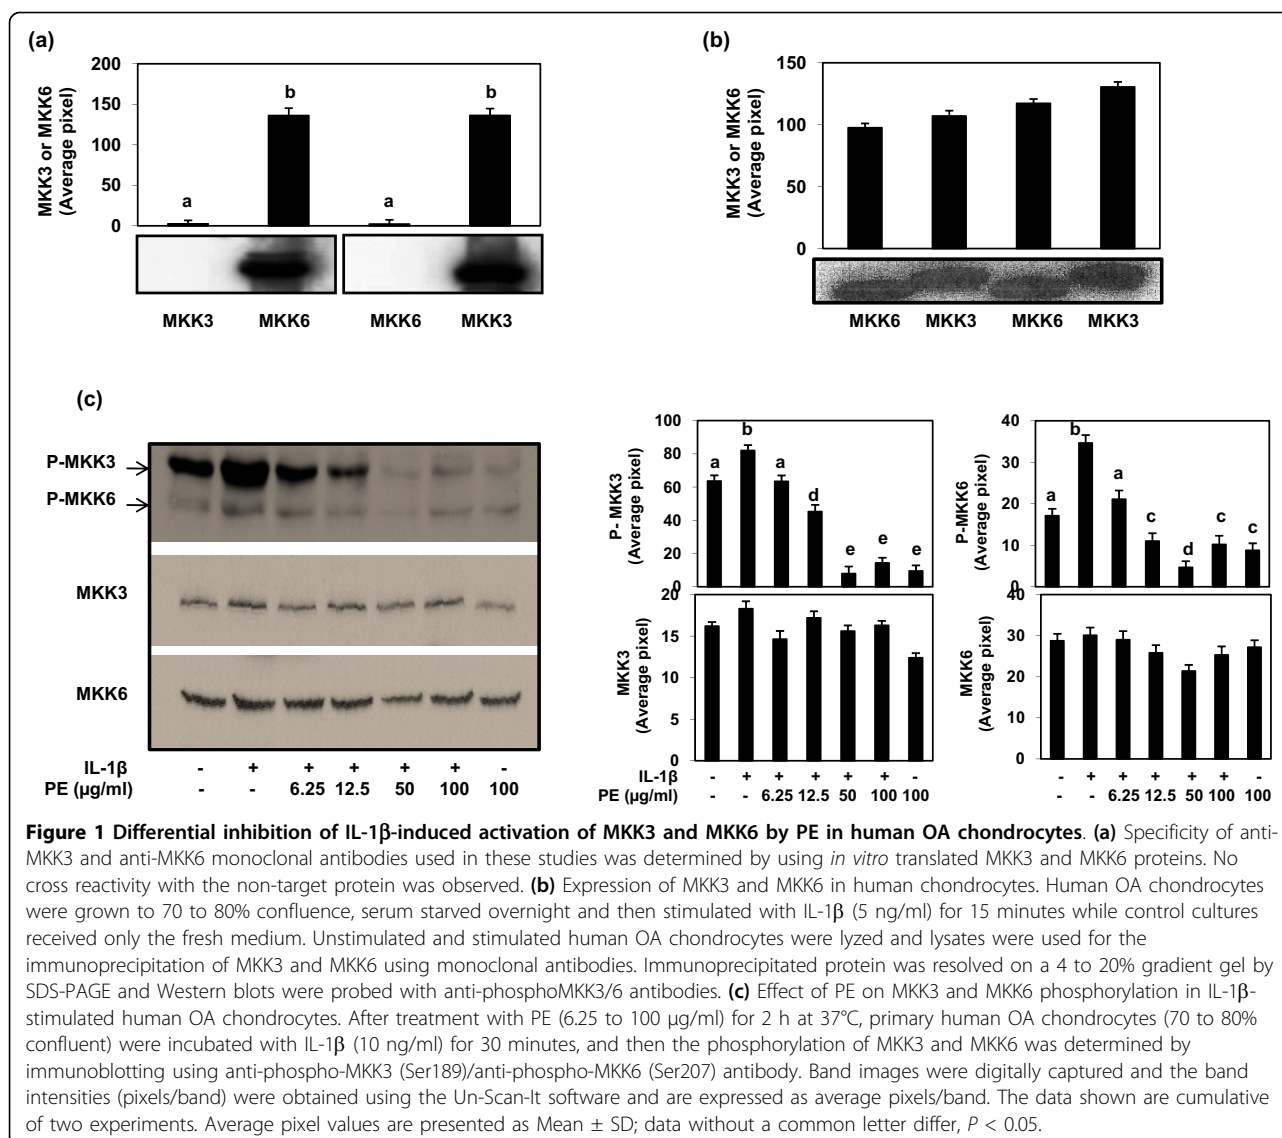 (a)
MKK3 or MKK6
(Average pixel)
200
150
100
50
0
a
b
a
b
MKK3 MKK6 MKK6 MKK3
(b)
MKK3 or MKK6
(Average pixel)
150
100
50
0
MKK6 MKK3 MKK6 MKK3
(c)
P-MKK3
P-MKK6
MKK3
MKK6
IL-1β - + + + + + -
PE (µg/ml) - - 6.25 12.5 50 100 100
P- MKK3
(Average pixel)
100
80
60
40
20
0
a
b
a
d
e
e
e
MKK3
(Average pixel)
20
15
10
5
0
IL-1β - + + + + + -
PE (µg/ml) - - 6.25 12.5 50 100 100
P-MKK6
(Average pixel)
40
30
20
10
0
a
b
a
c
d
c
c
MKK6
(Average pixel)
40
30
20
10
0
- + + + + + -
- - 6.25 12.5 50 100 100
Figure 1 Differential inhibition of IL-1β-induced activation of MKK3 and MKK6 by PE in human OA chondrocytes. (a) Specificity of anti-
MKK3 and anti-MKK6 monoclonal antibodies used in these studies was determined by using in vitro translated MKK3 and MKK6 proteins. No
cross reactivity with the non-target protein was observed. (b) Expression of MKK3 and MKK6 in human chondrocytes. Human OA chondrocytes
were grown to 70 to 80% confluence, serum starved overnight and then stimulated with IL-1β (5 ng/ml) for 15 minutes while control cultures
received only the fresh medium. Unstimulated and stimulated human OA chondrocytes were lyzed and lysates were used for the
immunoprecipitation of MKK3 and MKK6 using monoclonal antibodies. Immunoprecipitated protein was resolved on a 4 to 20% gradient gel by
SDS-PAGE and Western blots were probed with anti-phosphoMKK3/6 antibodies. (c) Effect of PE on MKK3 and MKK6 phosphorylation in IL-1β-
stimulated human OA chondrocytes. After treatment with PE (6.25 to 100 µg/ml) for 2 h at 37°C, primary human OA chondrocytes (70 to 80%
confluent) were incubated with IL-1β (10 ng/ml) for 30 minutes, and then the phosphorylation of MKK3 and MKK6 was determined by
immunoblotting using anti-phospho-MKK3 (Ser189)/anti-phospho-MKK6 (Ser207) antibody. Band images were digitally captured and the band
intensities (pixels/band) were obtained using the Un-Scan-It software and are expressed as average pixels/band. The data shown are cumulative
of two experiments. Average pixel values are presented as Mean ± SD; data without a common letter differ, P < 0.05.